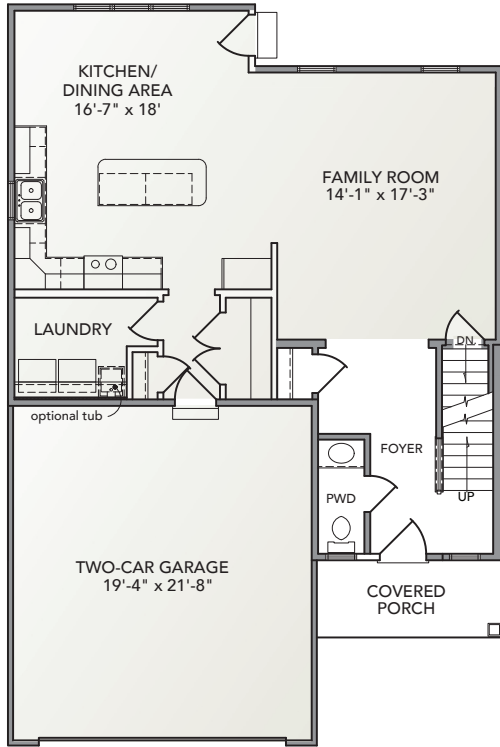 KITCHEN/
DINING AREA
16'-7" x 18'
FAMILY ROOM
14'-1" x 17'-3"
LAUNDRY
DN
optional tub
FOYER
UP
PWD
TWO-CAR GARAGE
19'-4" x 21'-8"
COVERED
PORCH